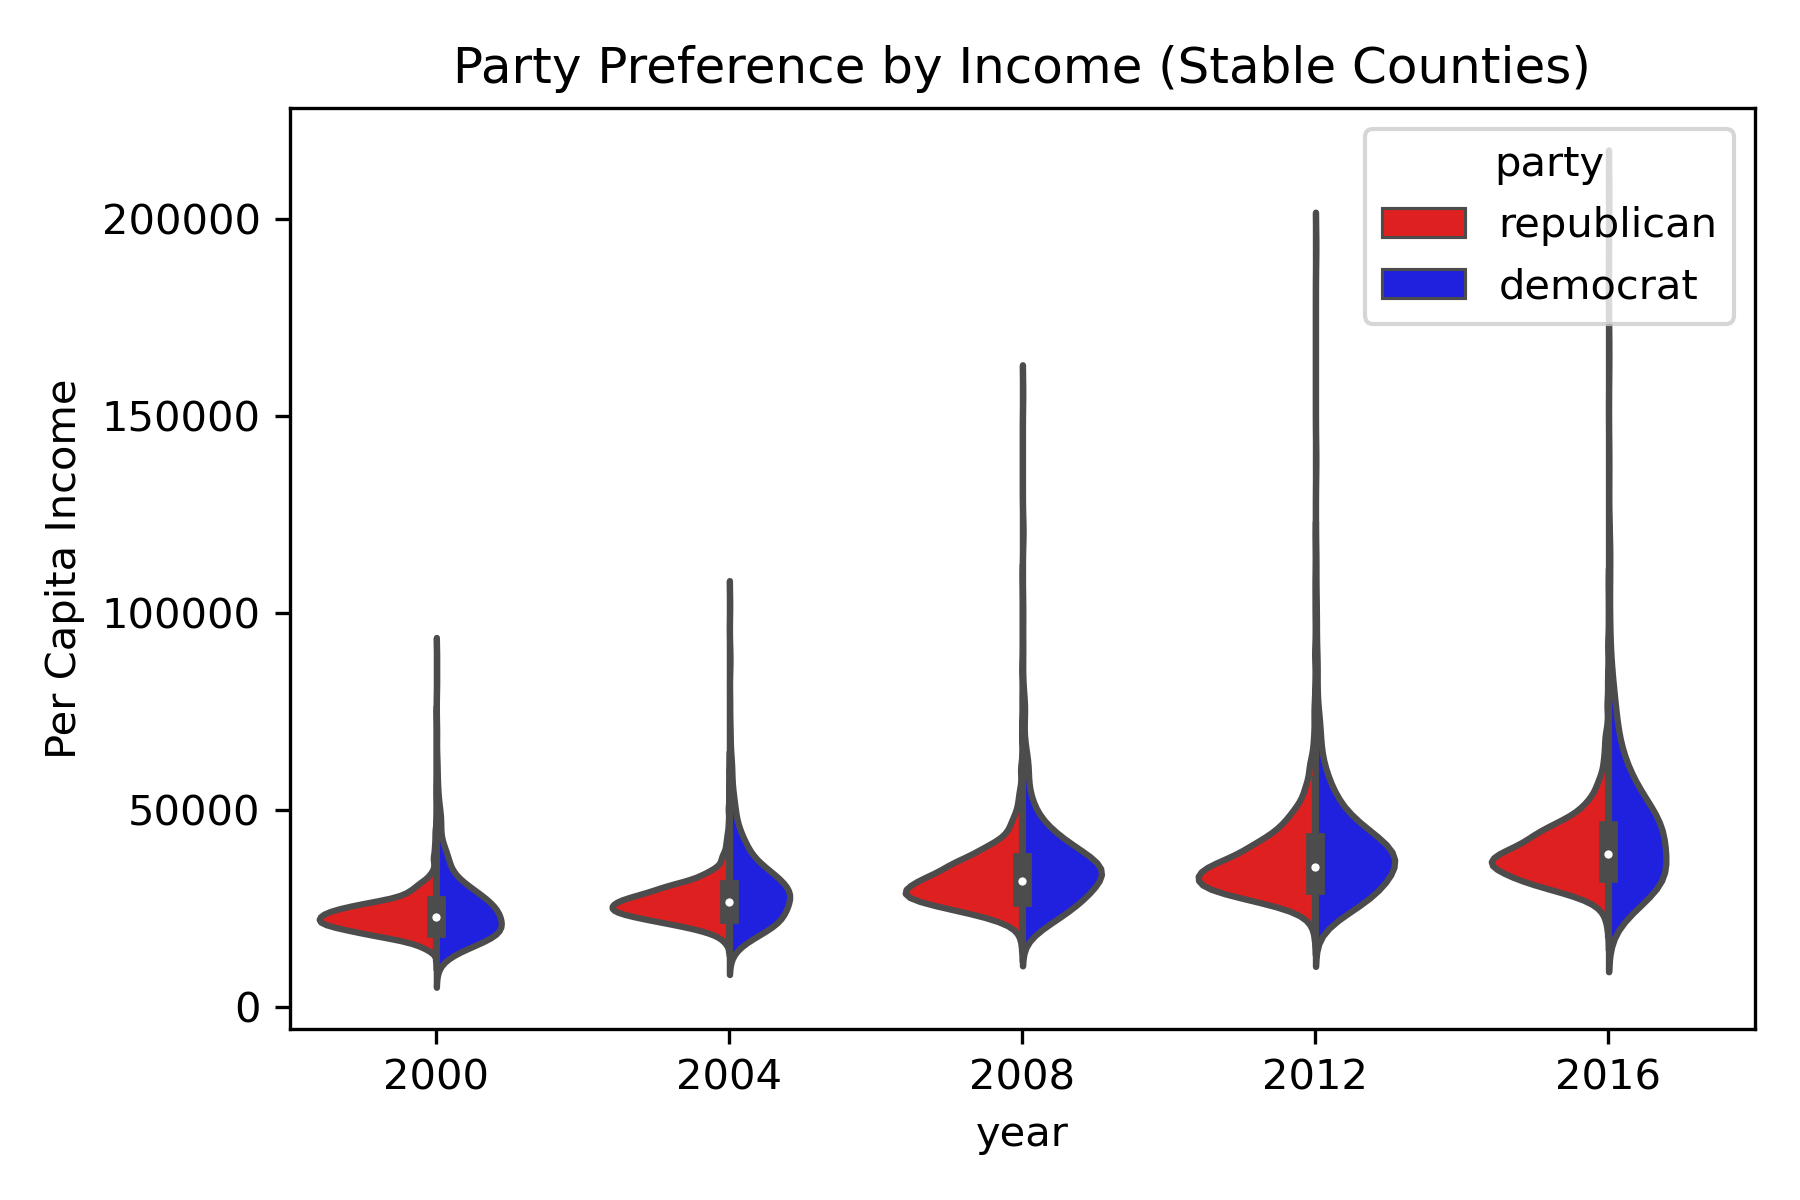 Party Preference by Income (Stable Counties)
party
republican
democrat
Per Capita Income
200000
150000
100000
50000
0
2000 2004 2008 2012 2016
year